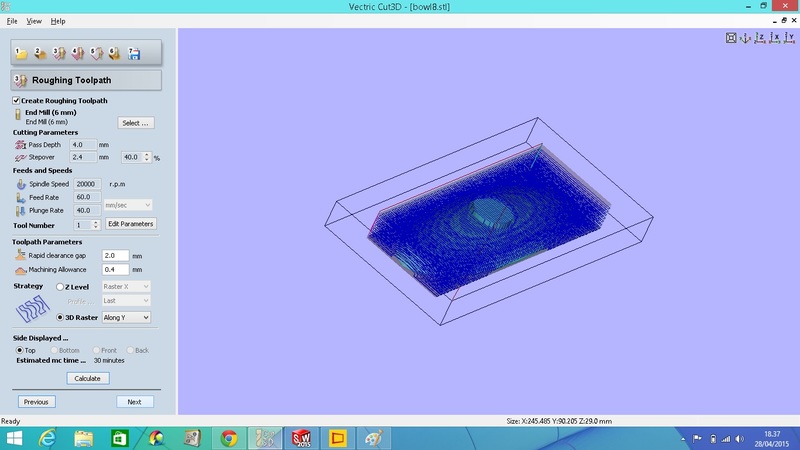 Vectric Cut3D - [bowl8.stl]
File View Help
1 2 3 4 5 6 7
3 Roughing Toolpath
Create Roughing Toolpath
End Mill (6 mm)
End Mill (6 mm)
Select ...
Cutting Parameters
Pass Depth 4.0 mm
Stepover 2.4 mm 40.0 %
Feeds and Speeds
Spindle Speed 20000 r.p.m
Feed Rate 60.0
mm/sec
Plunge Rate 40.0
Tool Number 1 Edit Parameters
Toolpath Parameters
Rapid clearance gap 2.0 mm
Machining Allowance 0.4 mm
Strategy Z Level Raster X
Profile... Last
3D Raster Along Y
Side Displayed ...
Top Bottom Front Back
Estimated mc time ... 30 minutes
Calculate
Previous Next
Ready Size: X:245.485 Y:90.205 Z:29.0 mm
SW 2015
18.37
28/04/2015